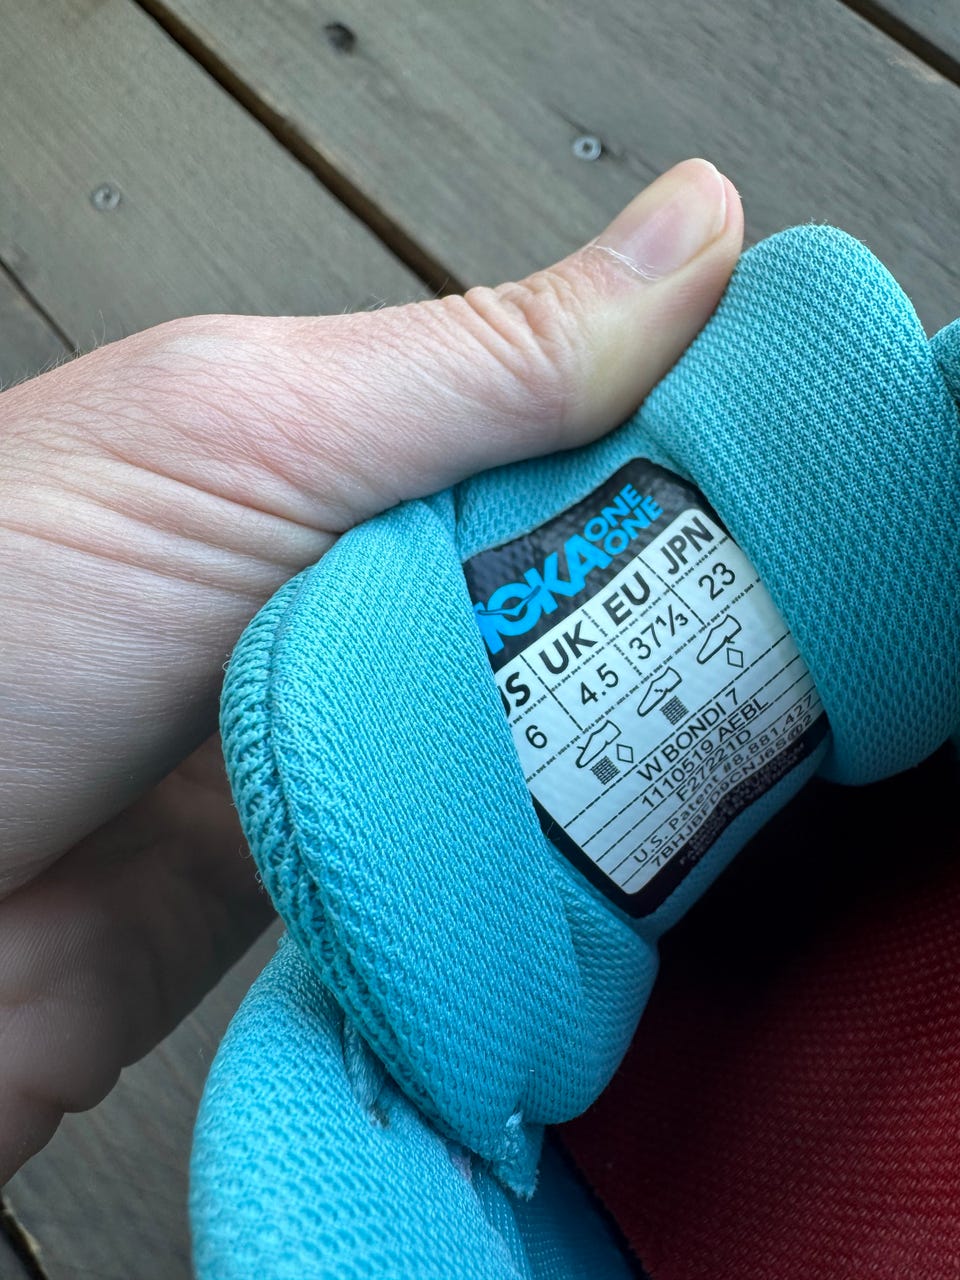 HOKA ONE ONE
US UK EU JPN
6 4.5 37⅓ 23
W BONDI 7
1110519 AEBL
F27221D
U.S. Patent #8,881,427